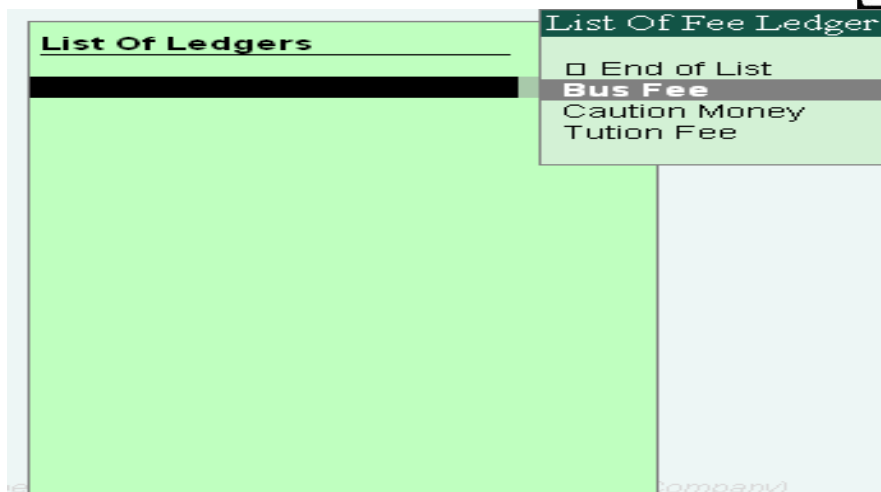 List Of Ledgers
List Of Fee Ledger
□ End of List
Bus Fee
Caution Money
Tution Fee